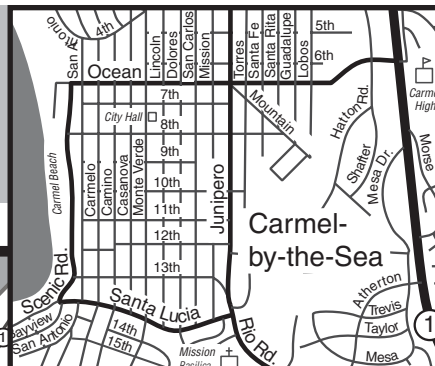 San Antonio
4th
Lincoln
Dolores
San Carlos
Mission
Torres
Santa Fe
Santa Rita
Guadalupe
Lobos
5th
6th
Ocean
7th
City Hall
8th
9th
10th
11th
12th
13th
Mountain
Hatton Rd.
Shafter
Mesa Dr.
Morse
Carmel Beach
Carmelo
Camino
Casanova
Monte Verde
Junipero
Carmel-
by-the-Sea
Scenic Rd.
Santa Lucia
Bayview
San Antonio
14th
15th
Mission
Rio Rd.
Atherton
Trevis
Taylor
Mesa
1
1
High